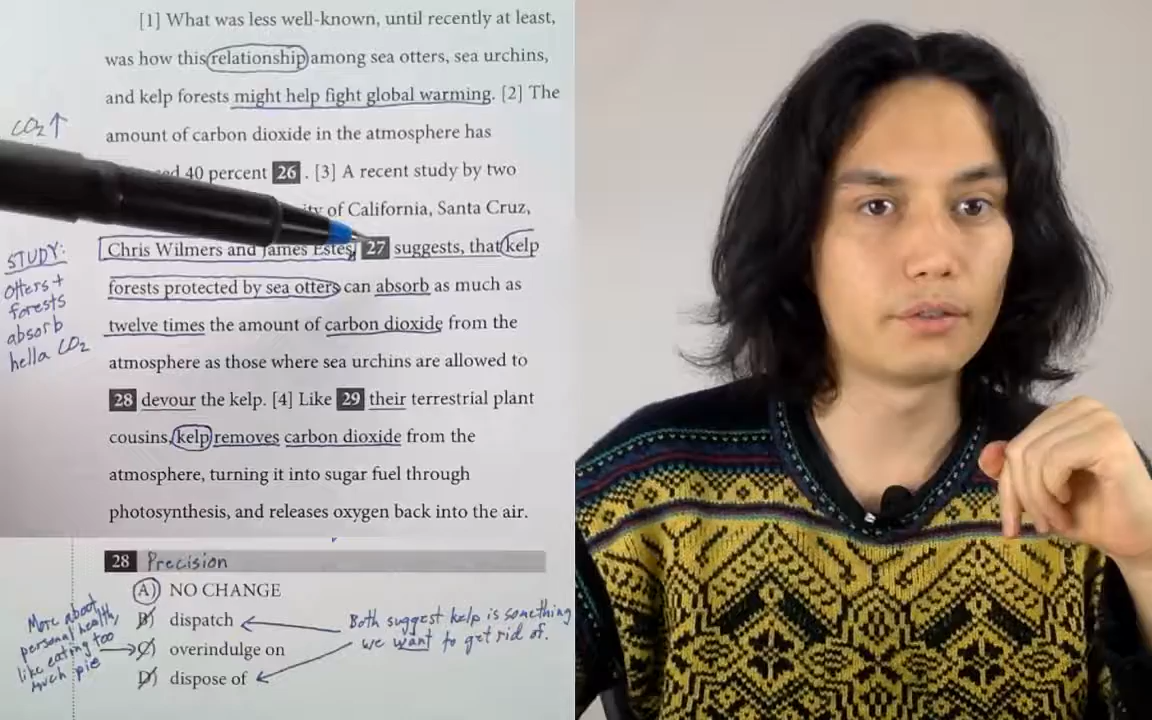 [1] What was less well-known, until recently at least,
was how this relationship among sea otters, sea urchins,
and kelp forests might help fight global warming. [2] The
CO2↑
amount of carbon dioxide in the atmosphere has
40 percent 26 . [3] A recent study by two
of California, Santa Cruz,
Chris Wilmers and James Estes, 27 suggests, that kelp
forests protected by sea otters can absorb as much as
twelve times the amount of carbon dioxide from the
atmosphere as those where sea urchins are allowed to
28 devour the kelp. [4] Like 29 their terrestrial plant
cousins, kelp removes carbon dioxide from the
atmosphere, turning it into sugar fuel through
photosynthesis, and releases oxygen back into the air.
STUDY:
Otters +
forests
absorb
hella CO2
28 Precision
A) NO CHANGE
B) dispatch
C) overindulge on
D) dispose of
More about
personal health,
like eating too
much pie
Both suggest kelp is something
we want to get rid of.